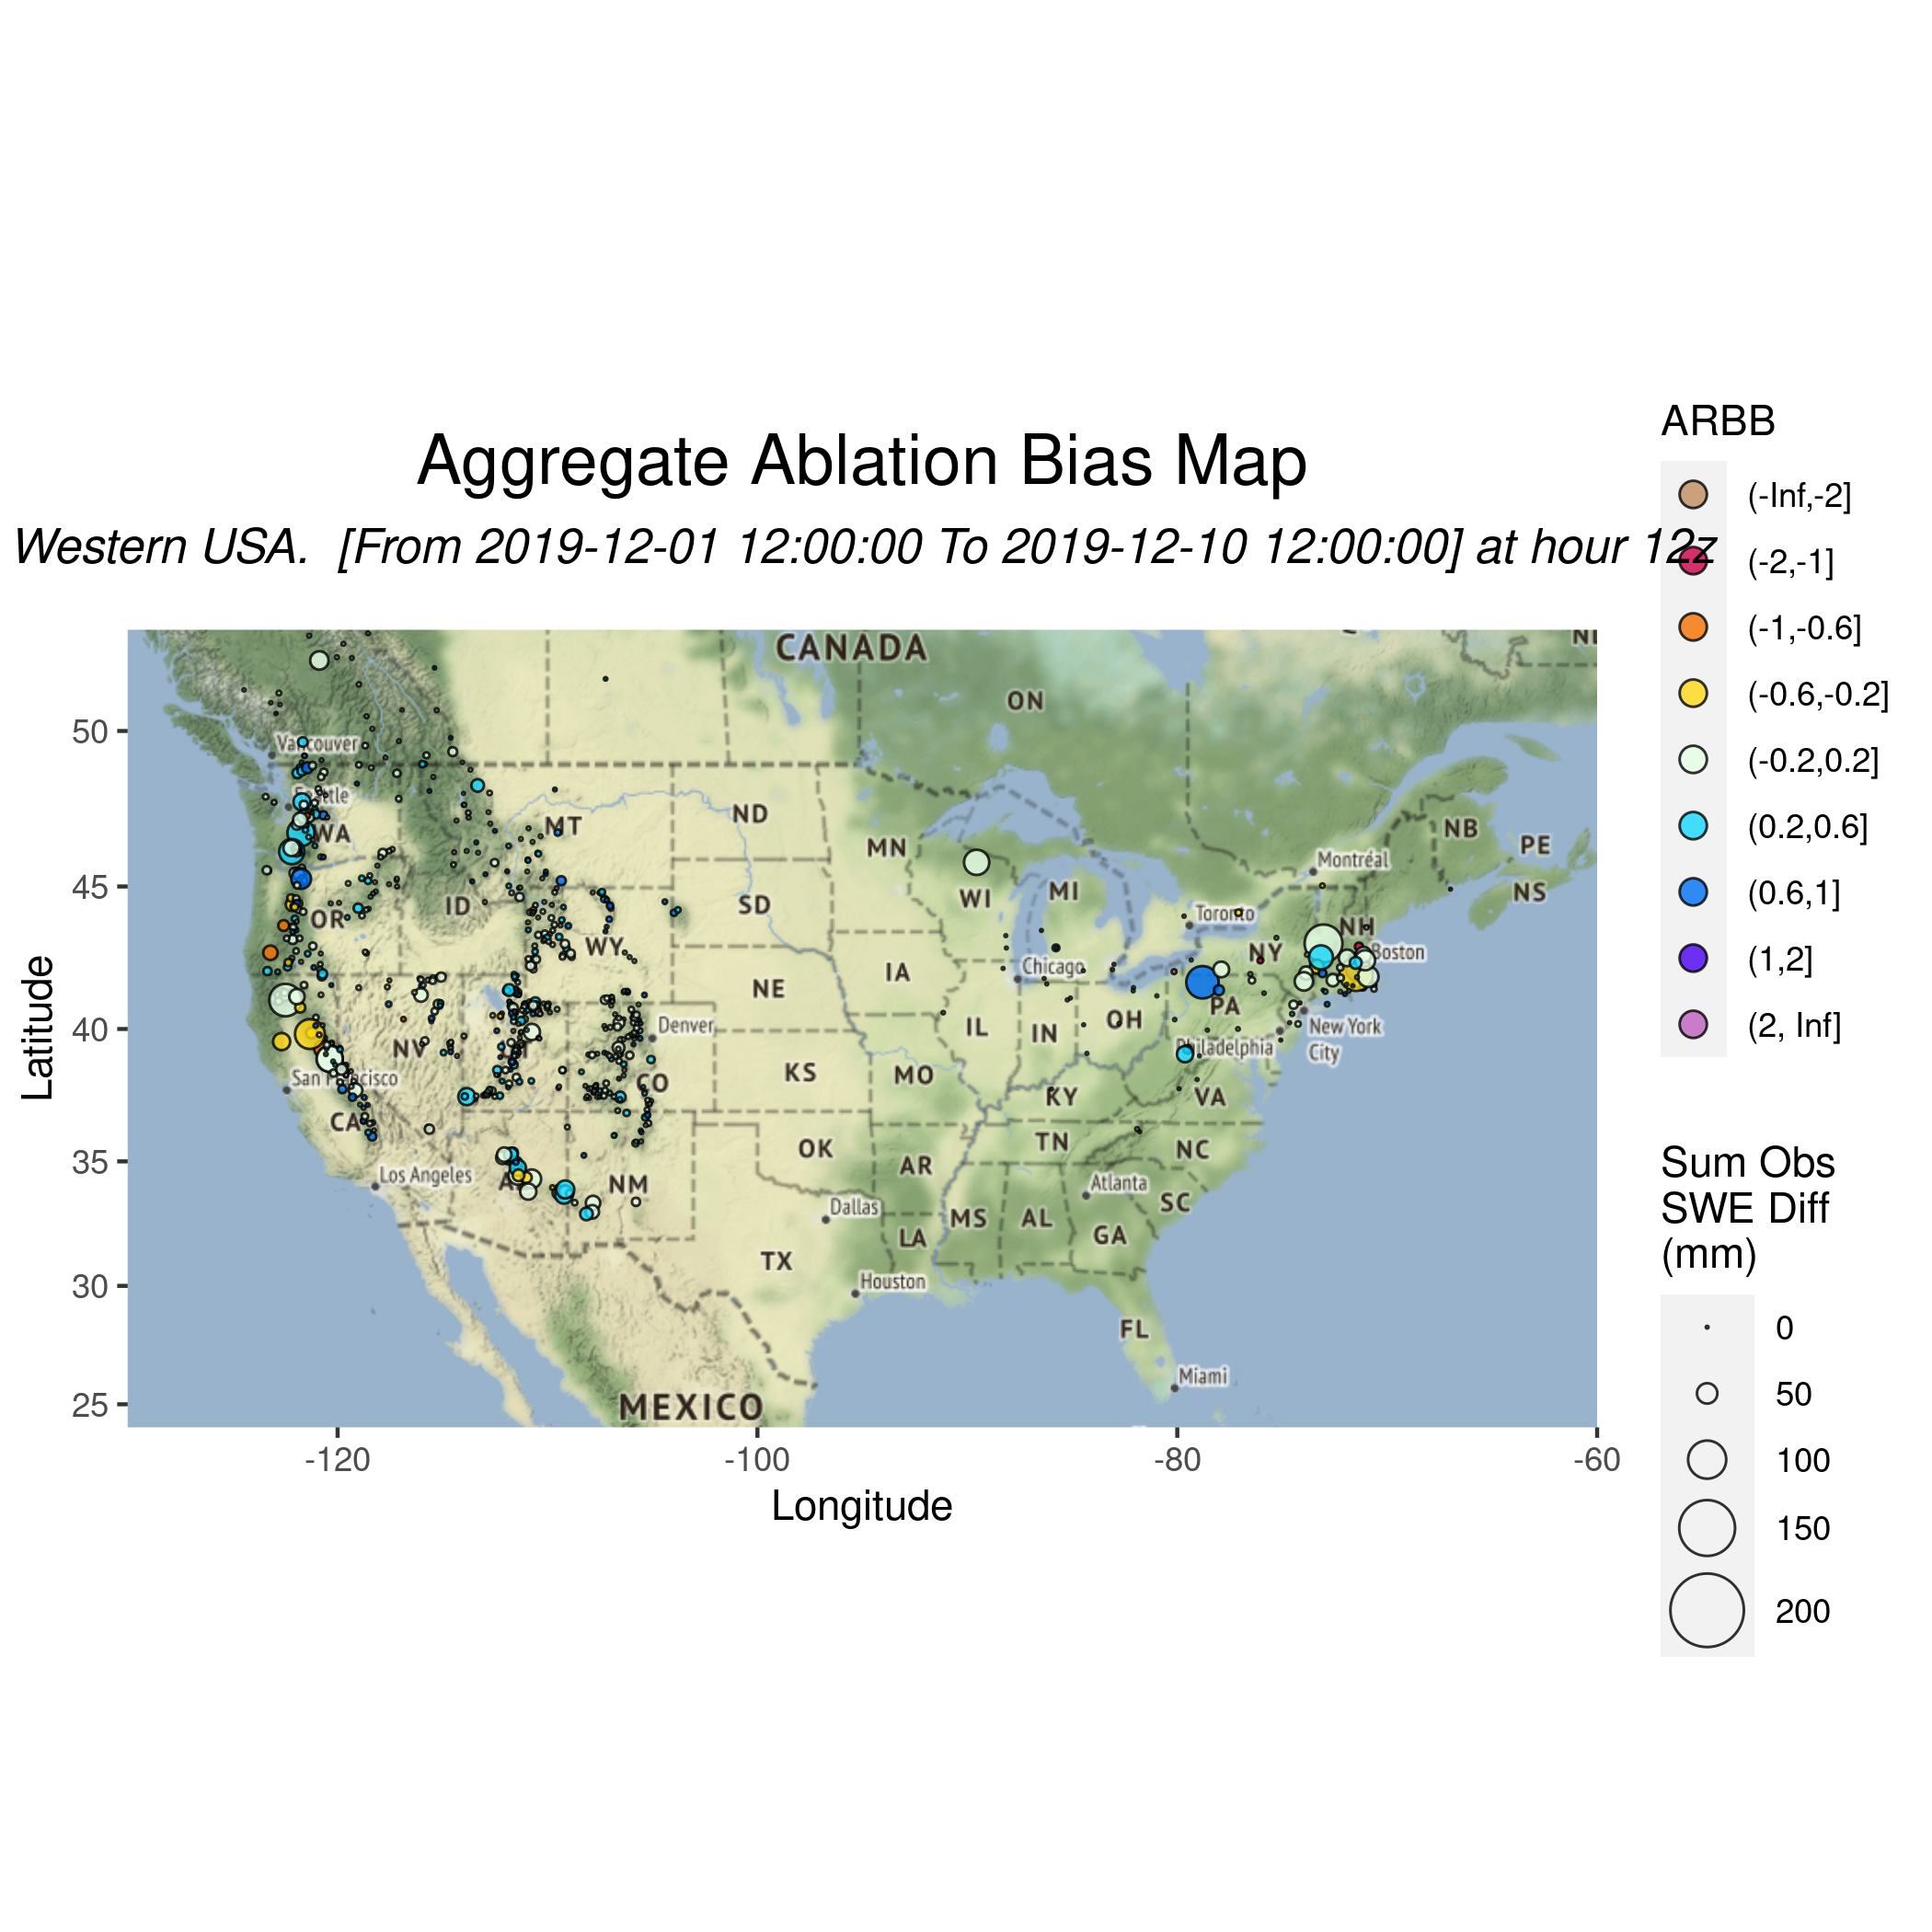 Aggregate Ablation Bias Map
Western USA.  [From 2019-12-01 12:00:00 To 2019-12-10 12:00:00] at hour 12z
ARBB
(-Inf,-2]
(-2,-1]
(-1,-0.6]
(-0.6,-0.2]
(-0.2,0.2]
(0.2,0.6]
(0.6,1]
(1,2]
(2, Inf]
Sum Obs
SWE Diff
(mm)
0
50
100
150
200
Latitude
50
45
40
35
30
25
-120
-100
-80
-60
Longitude
CANADA
ON
Vancouver
Seattle
WA
MT
ND
MN
NB
PE
Montréal
OR
ID
SD
WI
MI
NS
Toronto
NH
WY
NY
Boston
IA
Chicago
NE
PA
Denver
IL
IN
OH
New York
City
NV
Philadelphia
San Francisco
CO
KS
MO
KY
VA
CA
OK
TN
NC
AR
Los Angeles
NM
Atlanta
SC
Dallas
MS
AL
GA
LA
TX
Houston
FL
Miami
MEXICO